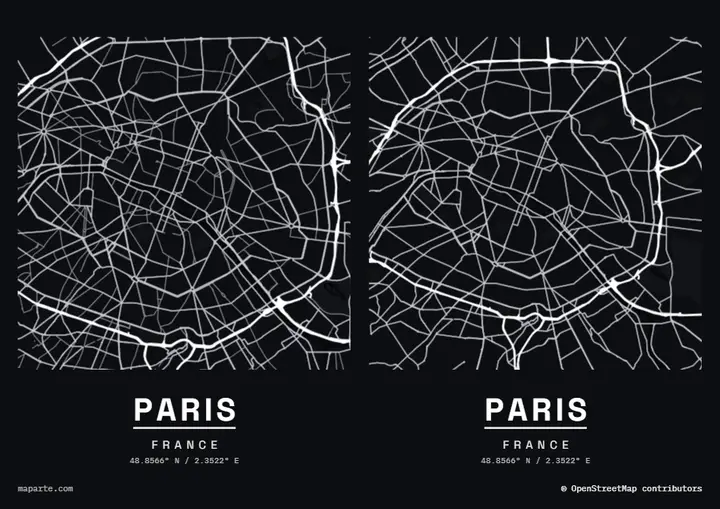 PARIS
FRANCE
48.8566° N / 2.3522° E
PARIS
FRANCE
48.8566° N / 2.3522° E
maparte.com
© OpenStreetMap contributors